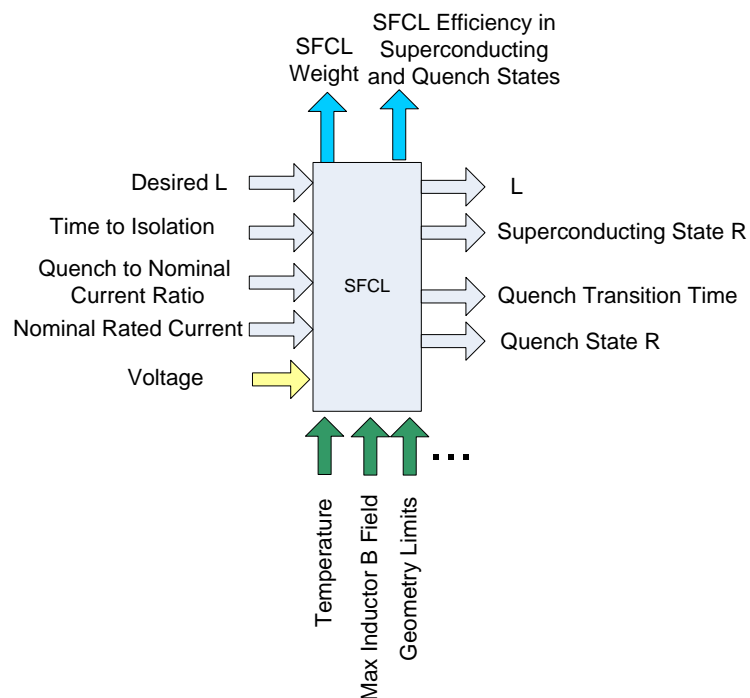 SFCL
Weight
SFCL Efficiency in
Superconducting
and Quench States
Desired L
Time to Isolation
Quench to Nominal
Current Ratio
Nominal Rated Current
Voltage
SFCL
L
Superconducting State R
Quench Transition Time
Quench State R
...
Temperature
Max Inductor B Field
Geometry Limits